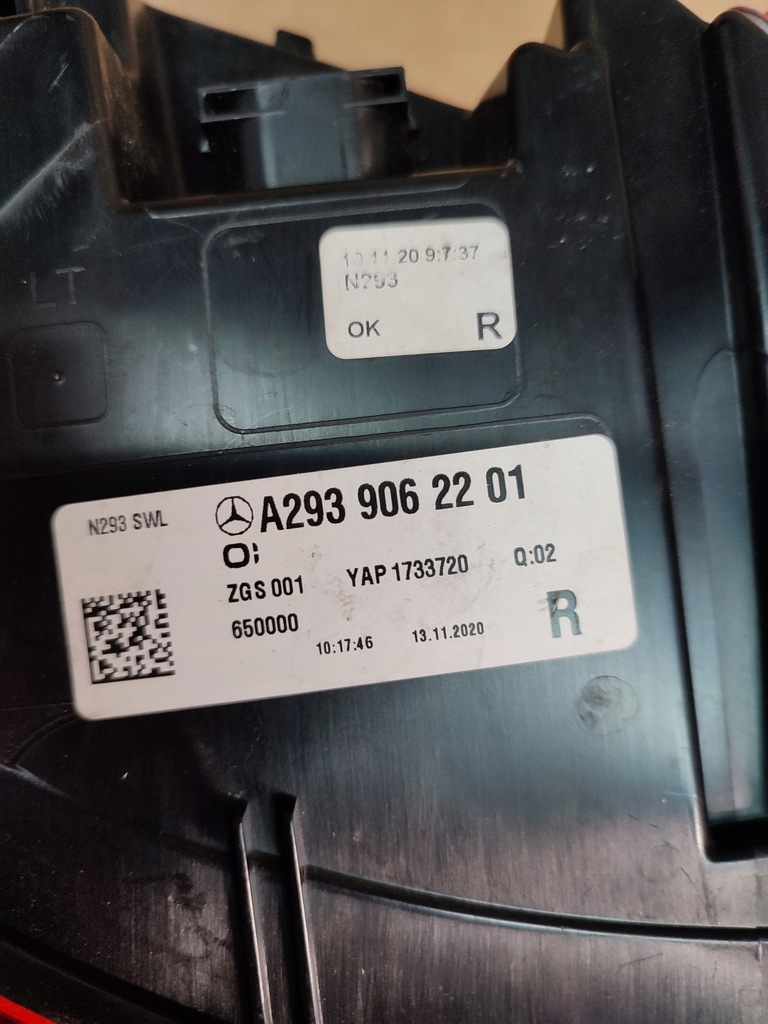 LT
13.11.20 9:7:37
N293
OK R
N293 SWL
A293 906 22 01
ZGS 001 YAP 1733720 Q:02
650000 10:17:46 13.11.2020 R